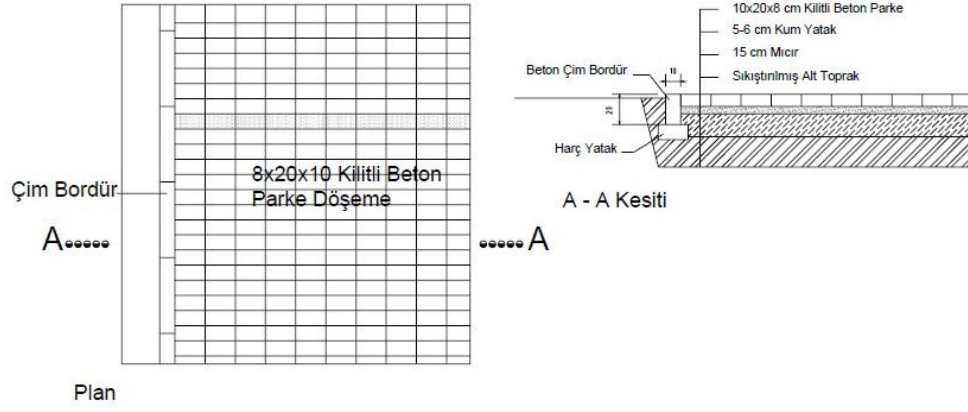 Çim Bordür
8x20x10 Kilitli Beton
Parke Döşeme
A
A
Plan
10x20x8 cm Kilitli Beton Parke
5-6 cm Kum Yatak
15 cm Mıcır
Sıkıştırılmış Alt Toprak
Beton Çim Bordür
10
20
Harç Yatak
A - A Kesiti